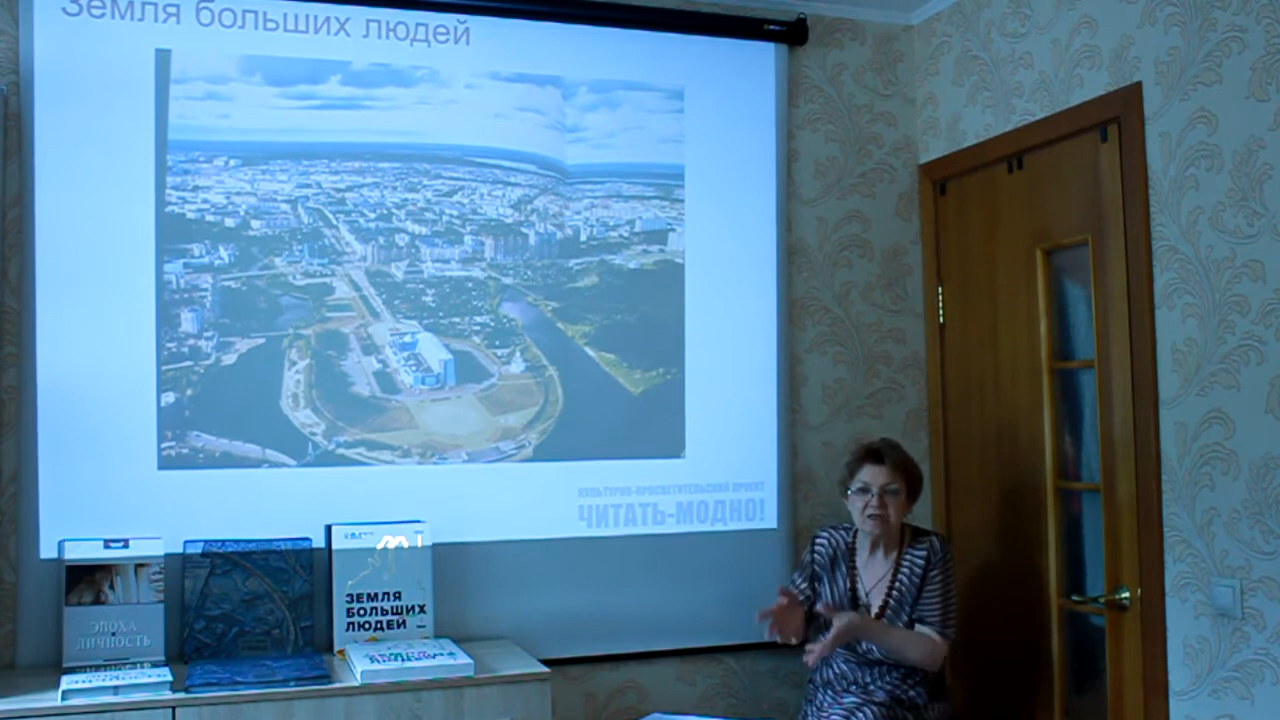 Земля больших людей
КУЛЬТУРНО-ПРОСВЕТИТЕЛЬСКИЙ ПРОЕКТ
ЧИТАТЬ-МОДНО!
ЭПОХА
ЛИЧНОСТЬ
ЗЕМЛЯ
БОЛЬШИХ
ЛЮДЕЙ